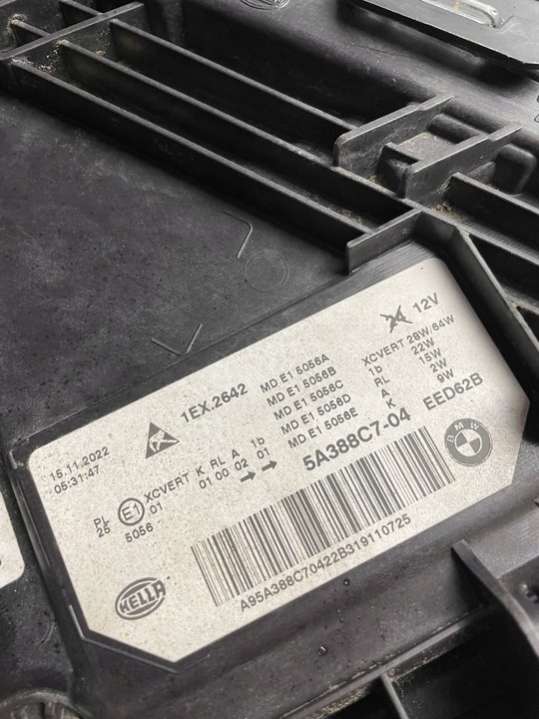 12V
1EX.2642
MD E1 5056A
MD E1 5056B
MD E1 5056C
MD E1 5056D
MD E1 5056E
XCVERT 28W/64W
1b 22W
RL 15W
A 2W
K 9W
15.11.2022
05:31:47
PL E1 XCVERT K RL A 1b
25 01 01 00 02 01
5056
5A388C7-04 EED62B
BMW
A95A388C70422B319110725
HELLA